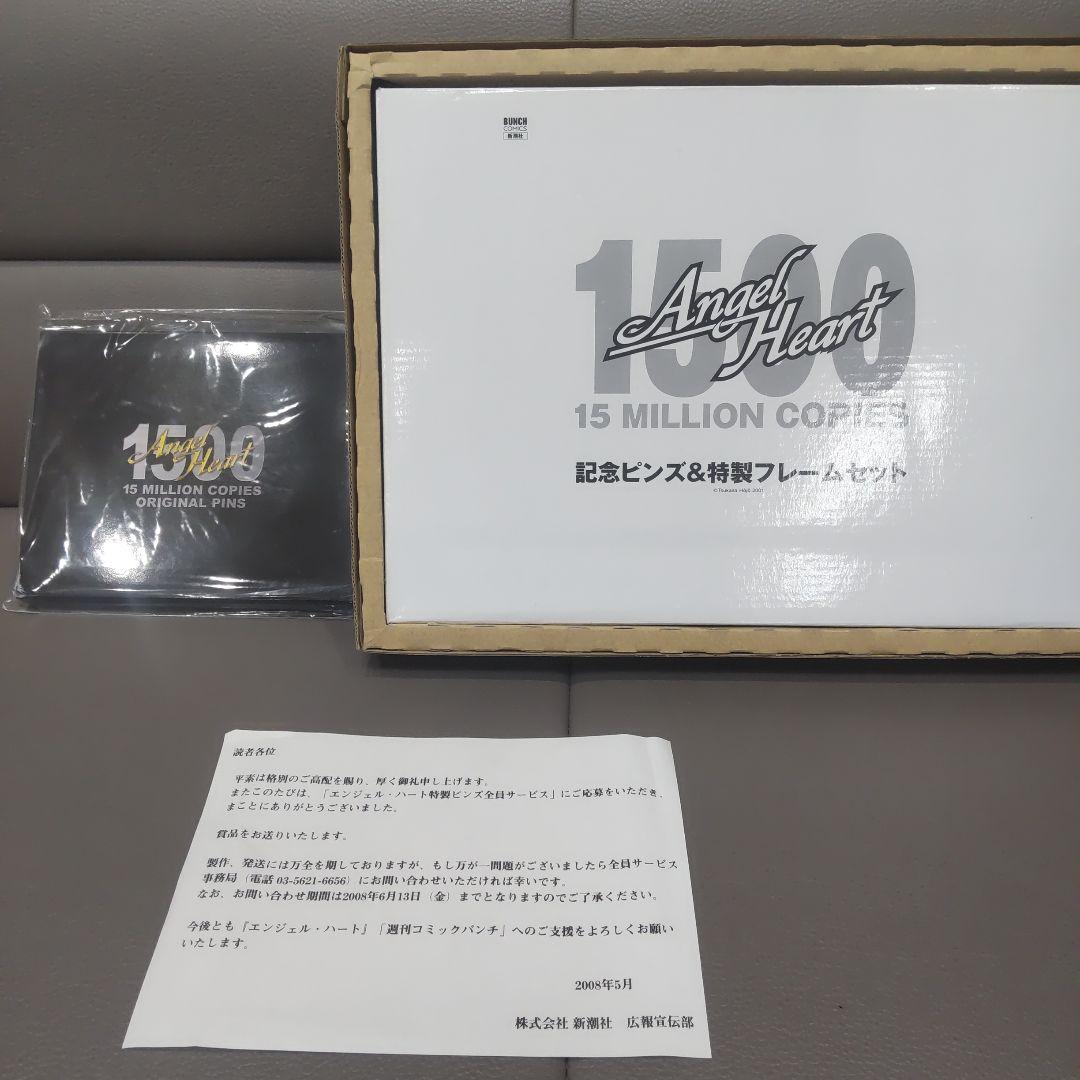 BUNCH
COMICS
新潮社
1500
Angel
Heart
15 MILLION COPIES
記念ピンズ&特製フレームセット
©Tsukasa Hojo 2001
1500
Angel
Heart
15 MILLION COPIES
ORIGINAL PINS
読者各位
平素は格別のご高配を賜り、厚く御礼申し上げます。
またこのたびは、「エンジェル・ハート特製ピンズ全員サービス」にご応募をいただき、
まことにありがとうございました。
賞品をお送りいたします。
製作、発送には万全を期しておりますが、もし万が一問題がございましたら全員サービス
事務局(電話 03-5621-6656)にお問い合わせいただければ幸いです。
なお、お問い合わせ期間は2008年6月13日(金)までとなりますのでご了承ください。
今後とも『エンジェル・ハート』「週刊コミックバンチ」へのご支援をよろしくお願い
いたします。
2008年5月
株式会社 新潮社 広報宣伝部